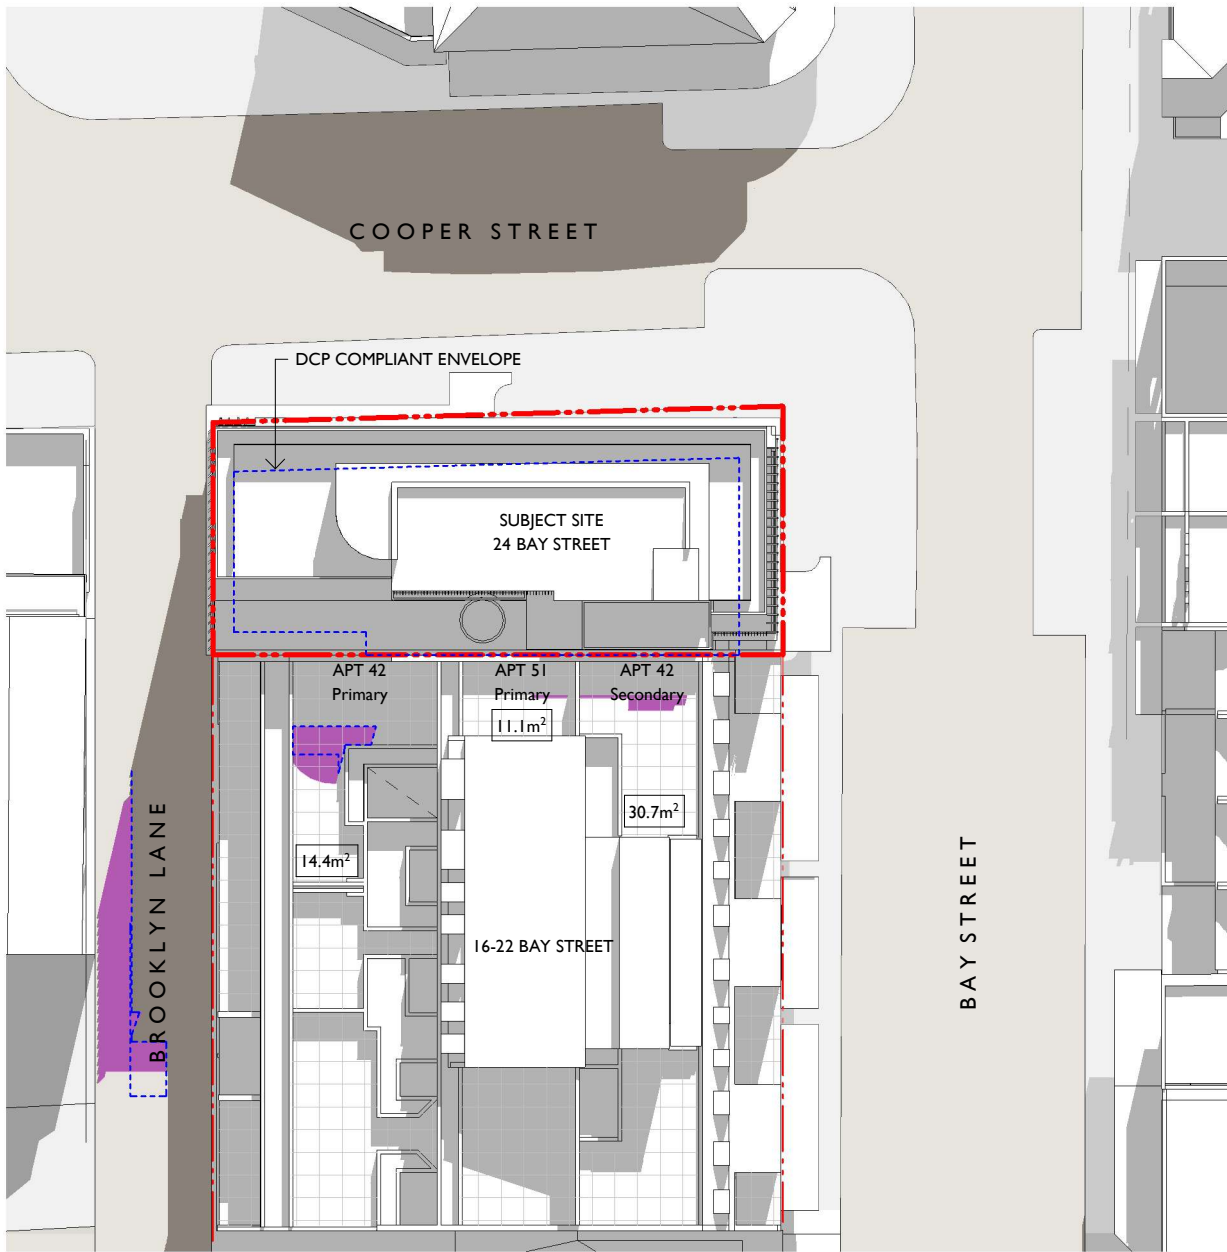 COOPER STREET
DCP COMPLIANT ENVELOPE
SUBJECT SITE
24 BAY STREET
APT 42
Primary
APT 51
Primary
11.1m²
APT 42
Secondary
30.7m²
14.4m²
BROOKLYN LANE
16-22 BAY STREET
BAY STREET